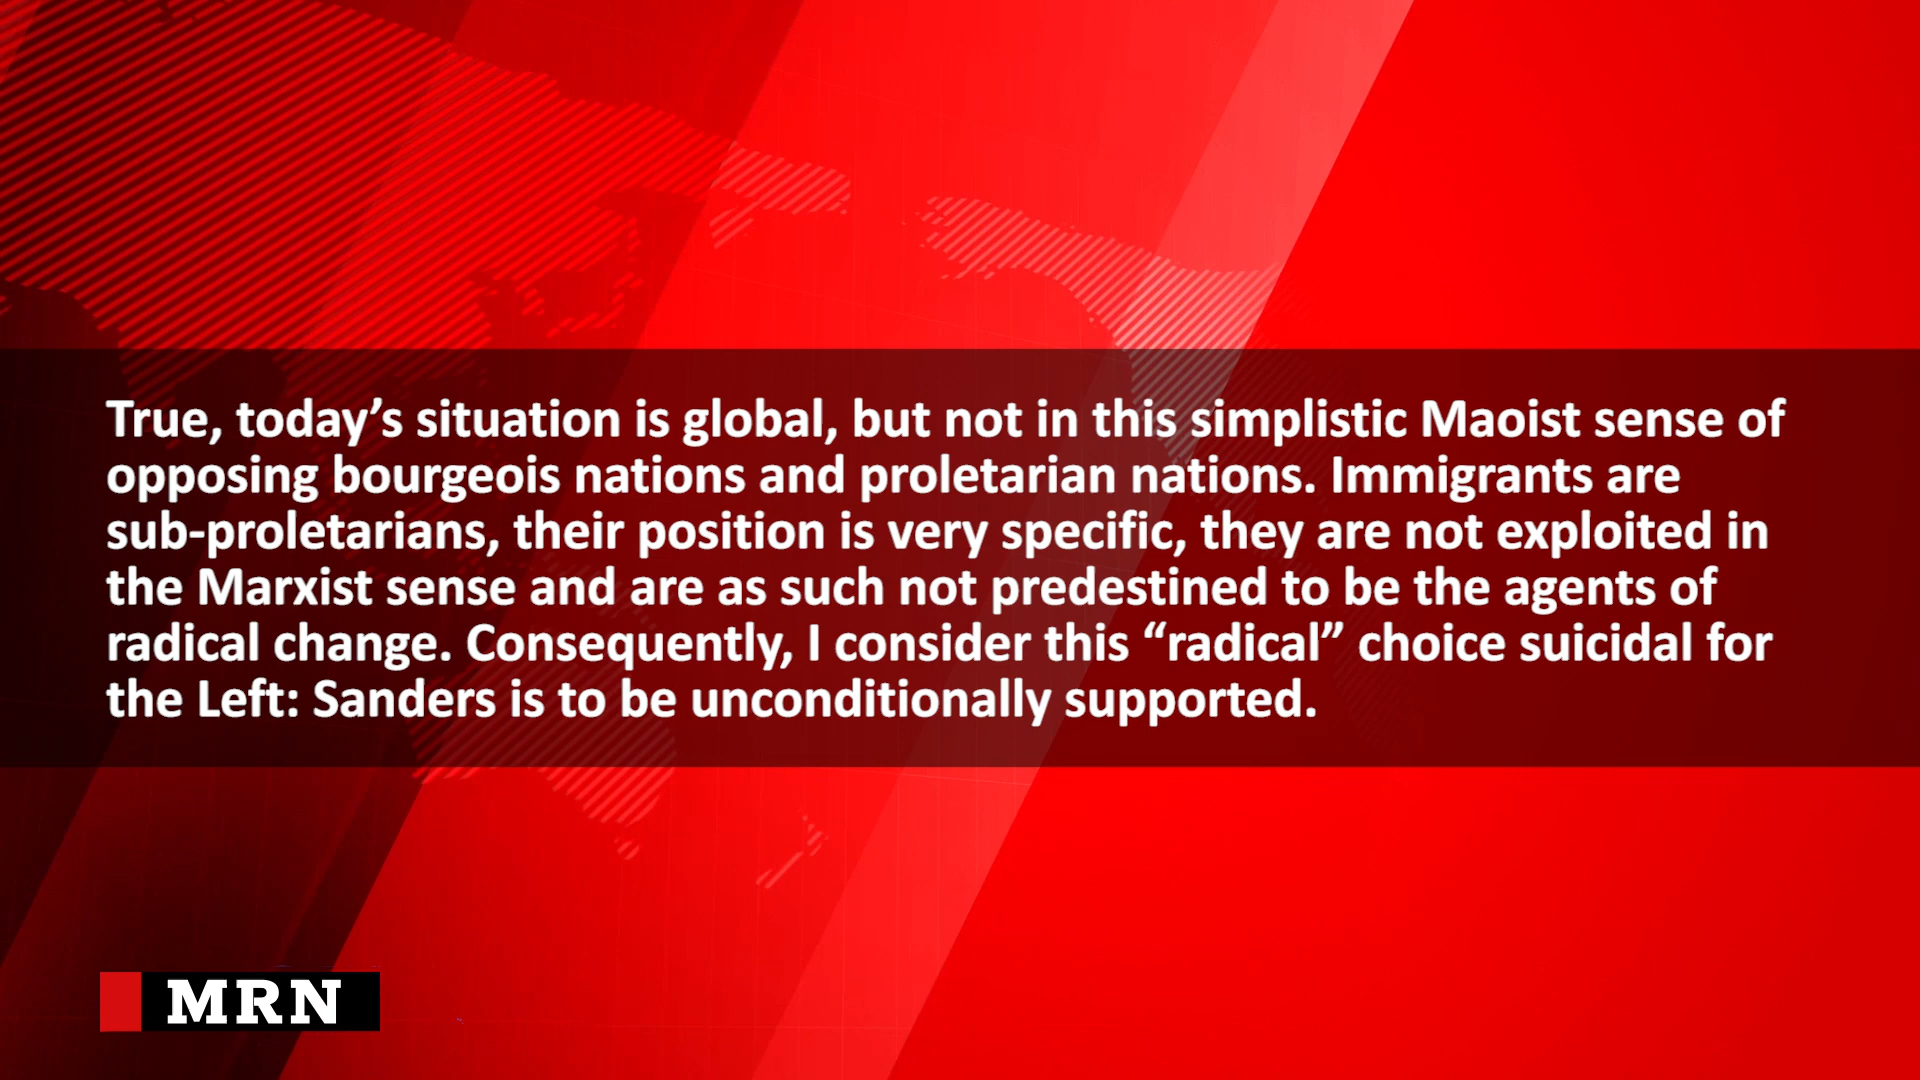 True, today’s situation is global, but not in this simplistic Maoist sense of
opposing bourgeois nations and proletarian nations. Immigrants are
sub-proletarians, their position is very specific, they are not exploited in
the Marxist sense and are as such not predestined to be the agents of
radical change. Consequently, I consider this “radical” choice suicidal for
the Left: Sanders is to be unconditionally supported.
MRN